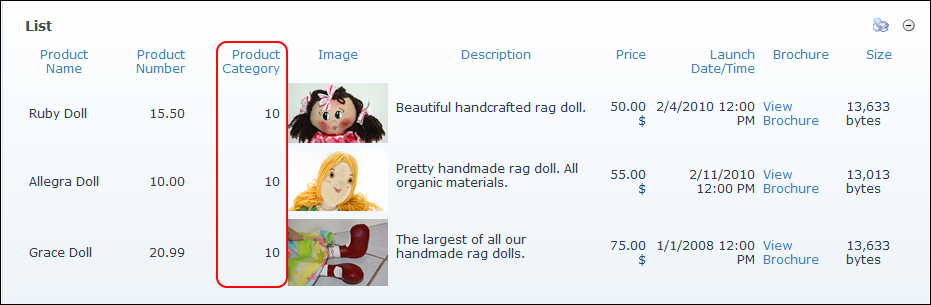 List
Product Name Product Number Product Category Image Description Price Launch Date/Time Brochure Size
Ruby Doll 15.50 10 Beautiful handcrafted rag doll. 50.00 $ 2/4/2010 12:00 PM View Brochure 13,633 bytes
Allegra Doll 10.00 10 Pretty handmade rag doll. All organic materials. 55.00 $ 2/11/2010 12:00 PM View Brochure 13,013 bytes
Grace Doll 20.99 10 The largest of all our handmade rag dolls. 75.00 $ 1/1/2008 12:00 PM View Brochure 13,633 bytes